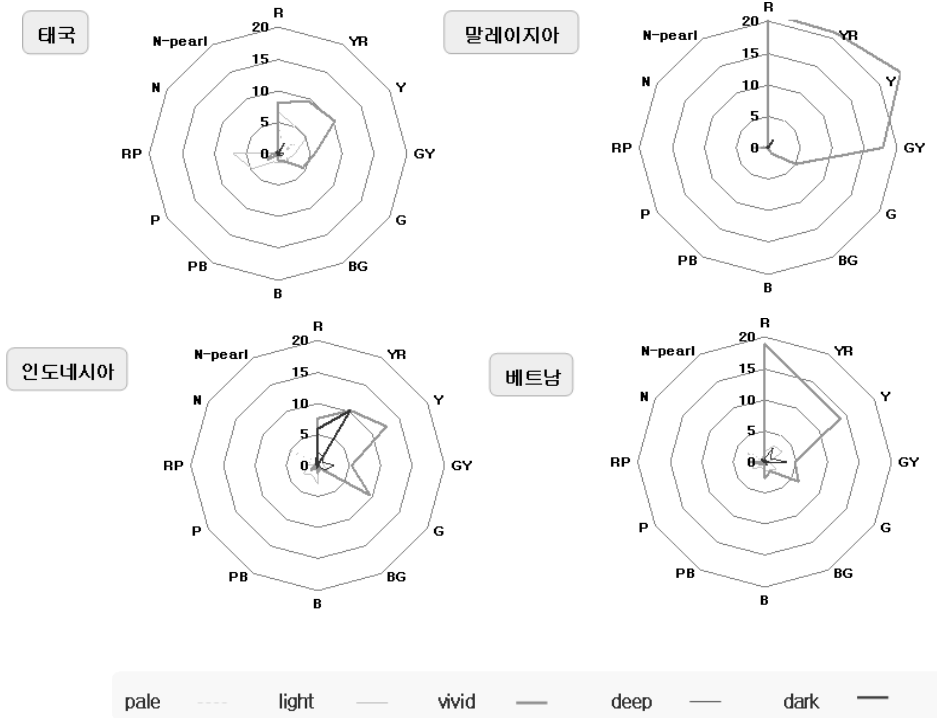 태국
R
20
YR
15
Y
10
5
0
GY
G
BG
B
PB
P
RP
N
N-pearl
말레이지아
R
20
YR
15
Y
10
5
0
GY
G
BG
B
PB
P
RP
N
N-pearl
인도네시아
R
20
YR
15
Y
10
5
0
GY
G
BG
B
PB
P
RP
N
N-pearl
베트남
R
20
YR
15
Y
10
5
0
GY
G
BG
B
PB
P
RP
N
N-pearl
pale light vivid deep dark